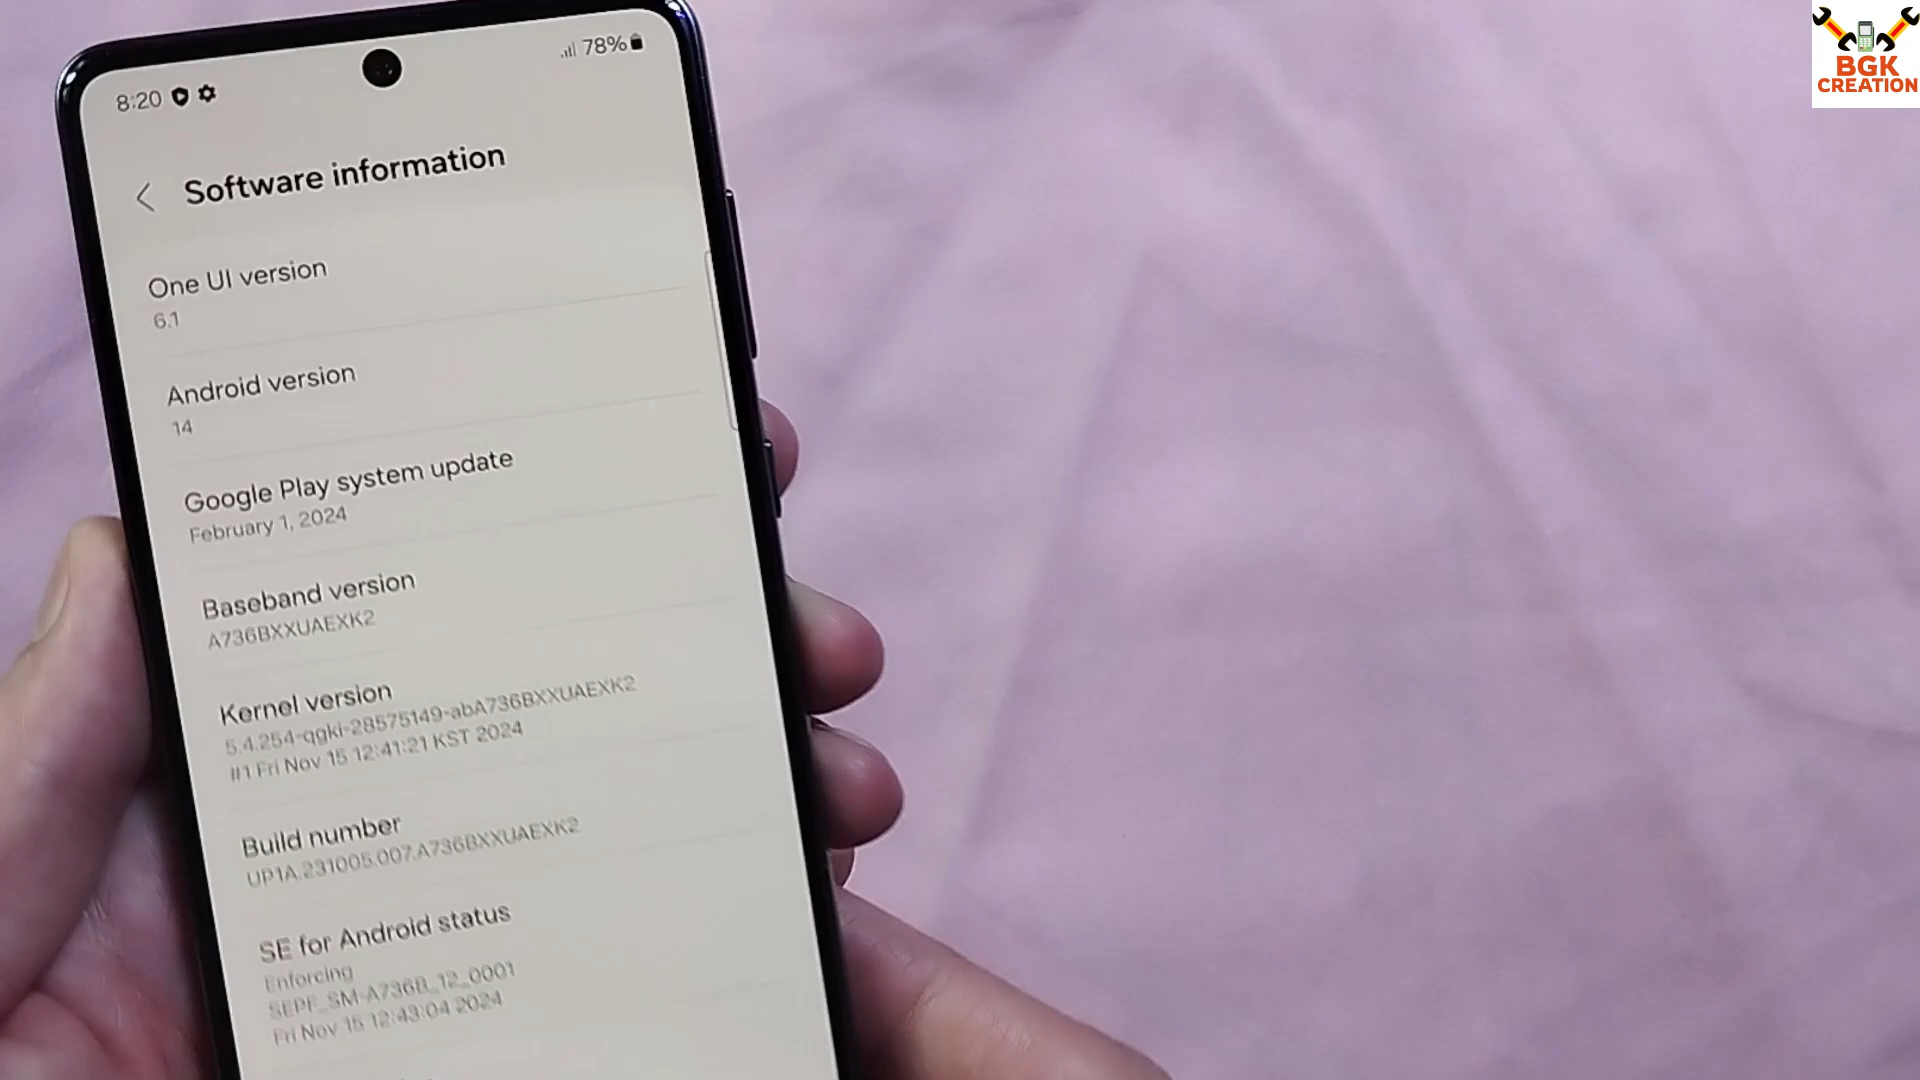 8:20
78%
Software information
One UI version
6.1
Android version
14
Google Play system update
February 1, 2024
Baseband version
A736BXXUAEXK2
Kernel version
5.4.254-qgki-28575149-abA736BXXUAEXK2
#1 Fri Nov 15 12:41:21 KST 2024
Build number
UP1A.231005.007.A736BXXUAEXK2
SE for Android status
Enforcing
SEPF_SM-A736B_12_0001
Fri Nov 15 12:43:04 2024
BGK
CREATION